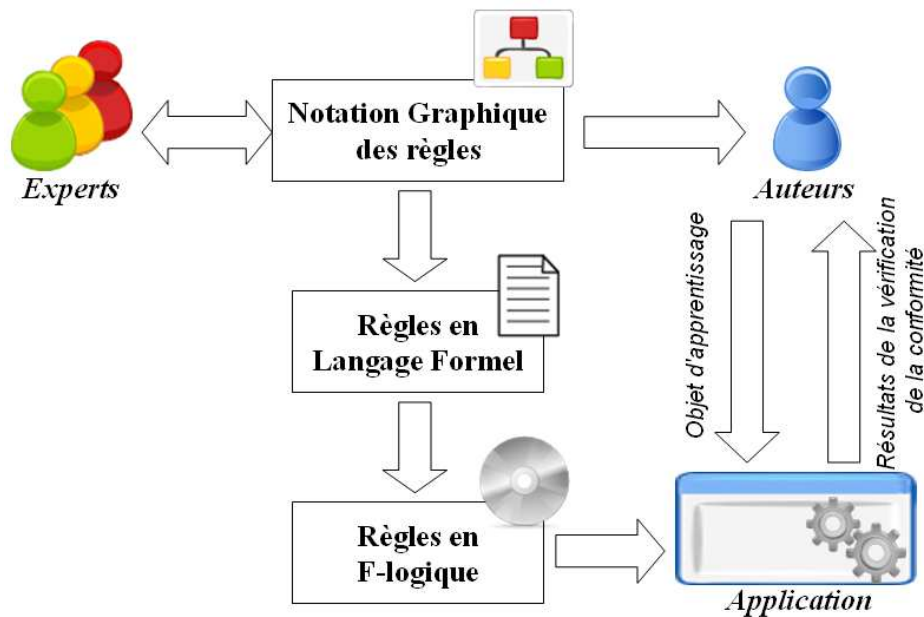 Notation Graphique
des règles
Experts
Auteurs
Règles en
Langage Formel
Objet d'apprentissage
Résultats de la vérification
de la conformité
Règles en
F-logique
Application